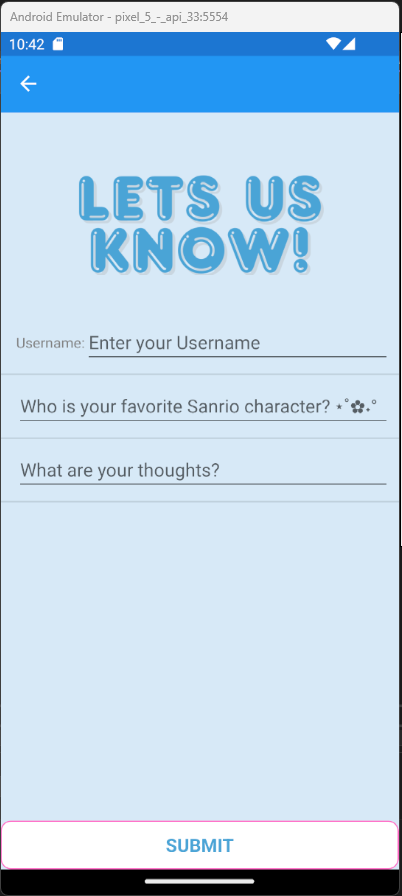 Android Emulator - pixel_5_-_api_33:5554
10:42
LETS US
KNOW!
Username: Enter your Username
Who is your favorite Sanrio character? ⋆˚✿˖°
What are your thoughts?
SUBMIT